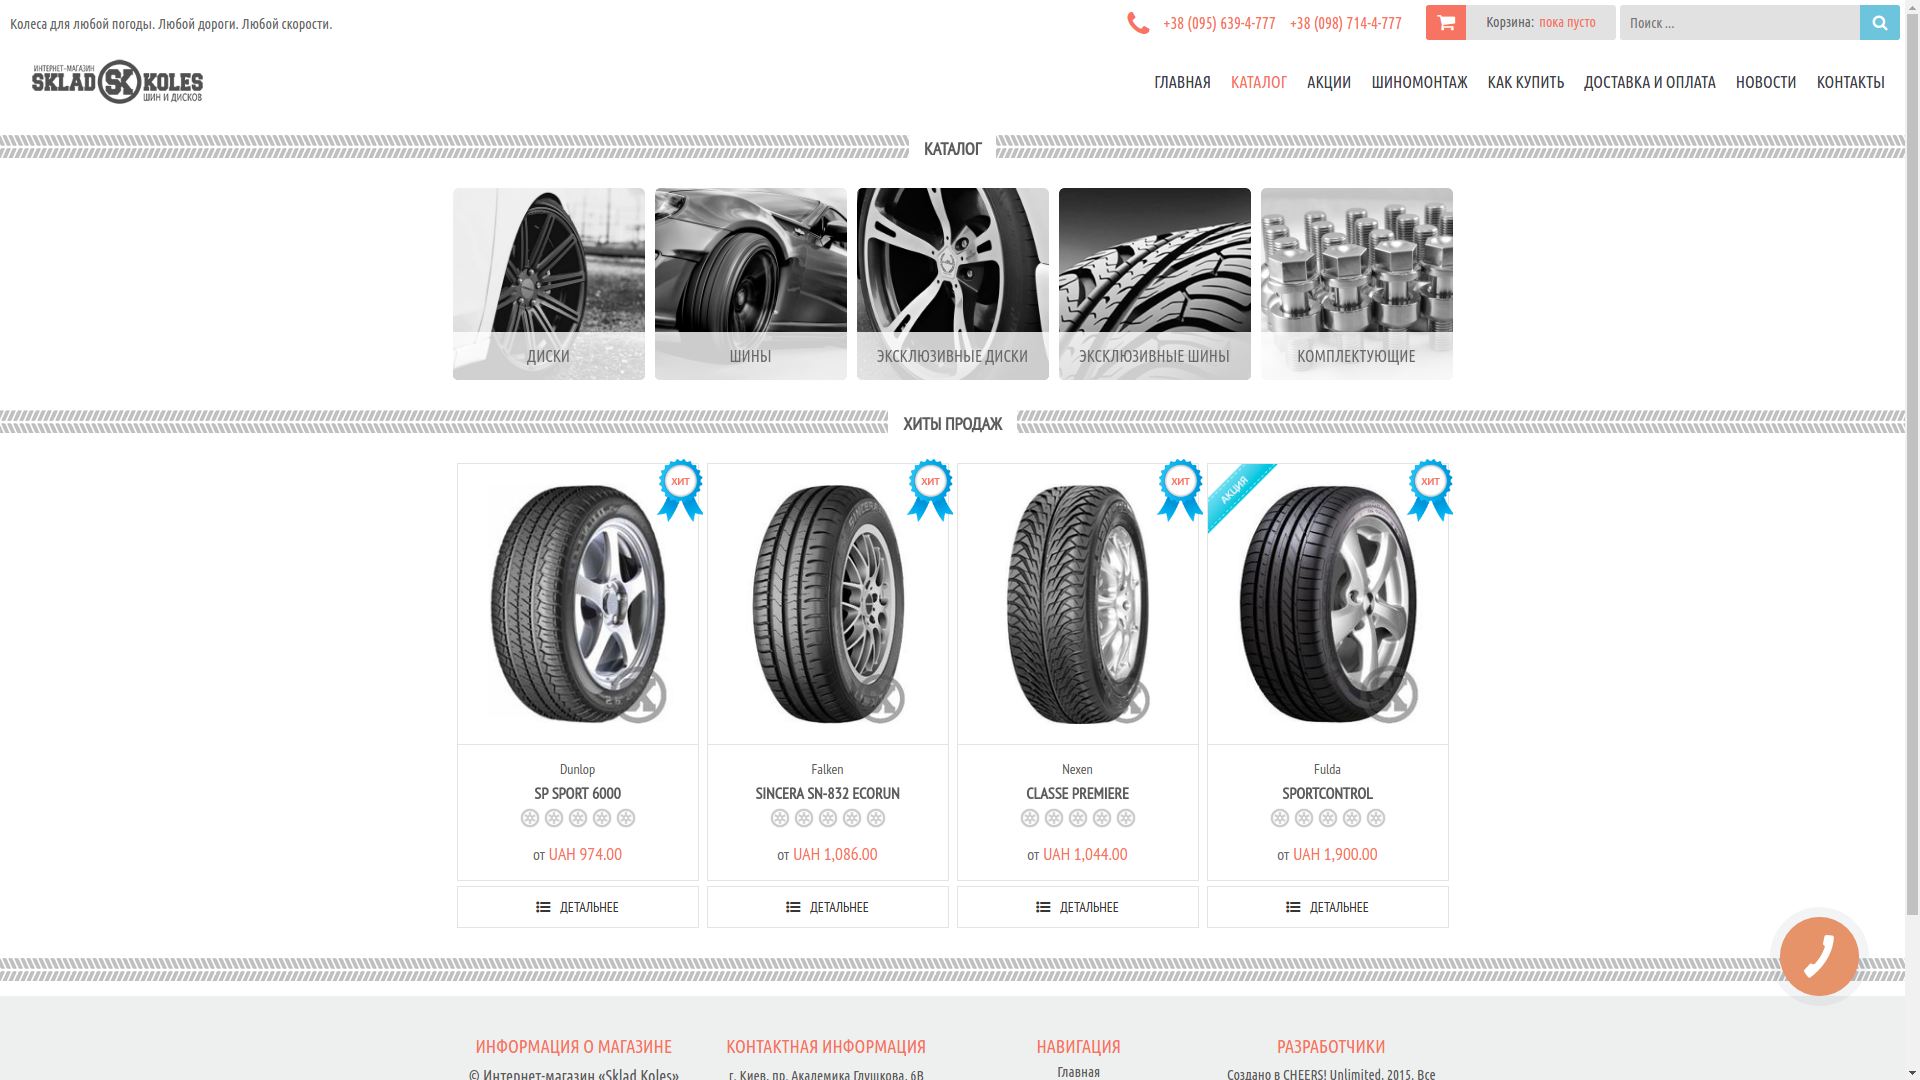 Колеса для любой погоды. Любой дороги. Любой скорости.
+38 (095) 639-4-777 +38 (098) 714-4-777
Корзина: пока пусто
Поиск ...
ИНТЕРНЕТ-МАГАЗИН
SKLAD SK KOLES
ШИН И ДИСКОВ
ГЛАВНАЯ КАТАЛОГ АКЦИИ ШИНОМОНТАЖ КАК КУПИТЬ ДОСТАВКА И ОПЛАТА НОВОСТИ КОНТАКТЫ
КАТАЛОГ
ДИСКИ ШИНЫ ЭКСКЛЮЗИВНЫЕ ДИСКИ ЭКСКЛЮЗИВНЫЕ ШИНЫ КОМПЛЕКТУЮЩИЕ
ХИТЫ ПРОДАЖ
ХИТ ХИТ ХИТ АКЦИЯ ХИТ
Dunlop Falken Nexen Fulda
SP SPORT 6000 SINCERA SN-832 ECORUN CLASSE PREMIERE SPORTCONTROL
от UAH 974.00 от UAH 1,086.00 от UAH 1,044.00 от UAH 1,900.00
ДЕТАЛЬНЕЕ ДЕТАЛЬНЕЕ ДЕТАЛЬНЕЕ ДЕТАЛЬНЕЕ
ИНФОРМАЦИЯ О МАГАЗИНЕ КОНТАКТНАЯ ИНФОРМАЦИЯ НАВИГАЦИЯ РАЗРАБОТЧИКИ
© Интернет-магазин «Sklad Koles» г. Киев, пр. Академика Глушкова, 6В Главная Создано в CHEERS! Unlimited. 2015. Все